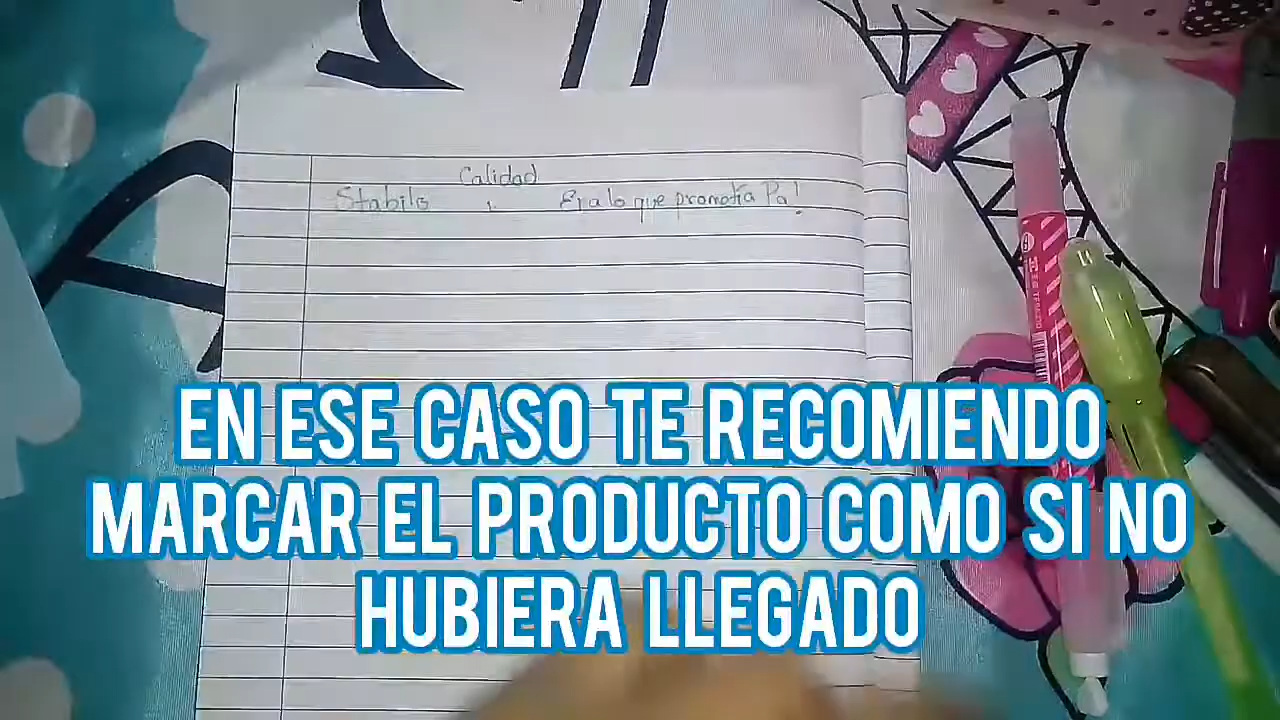 Calidad
Stabilo , Era lo que prometía Pa!
EN ESE CASO TE RECOMIENDO
MARCAR EL PRODUCTO COMO SI NO
HUBIERA LLEGADO